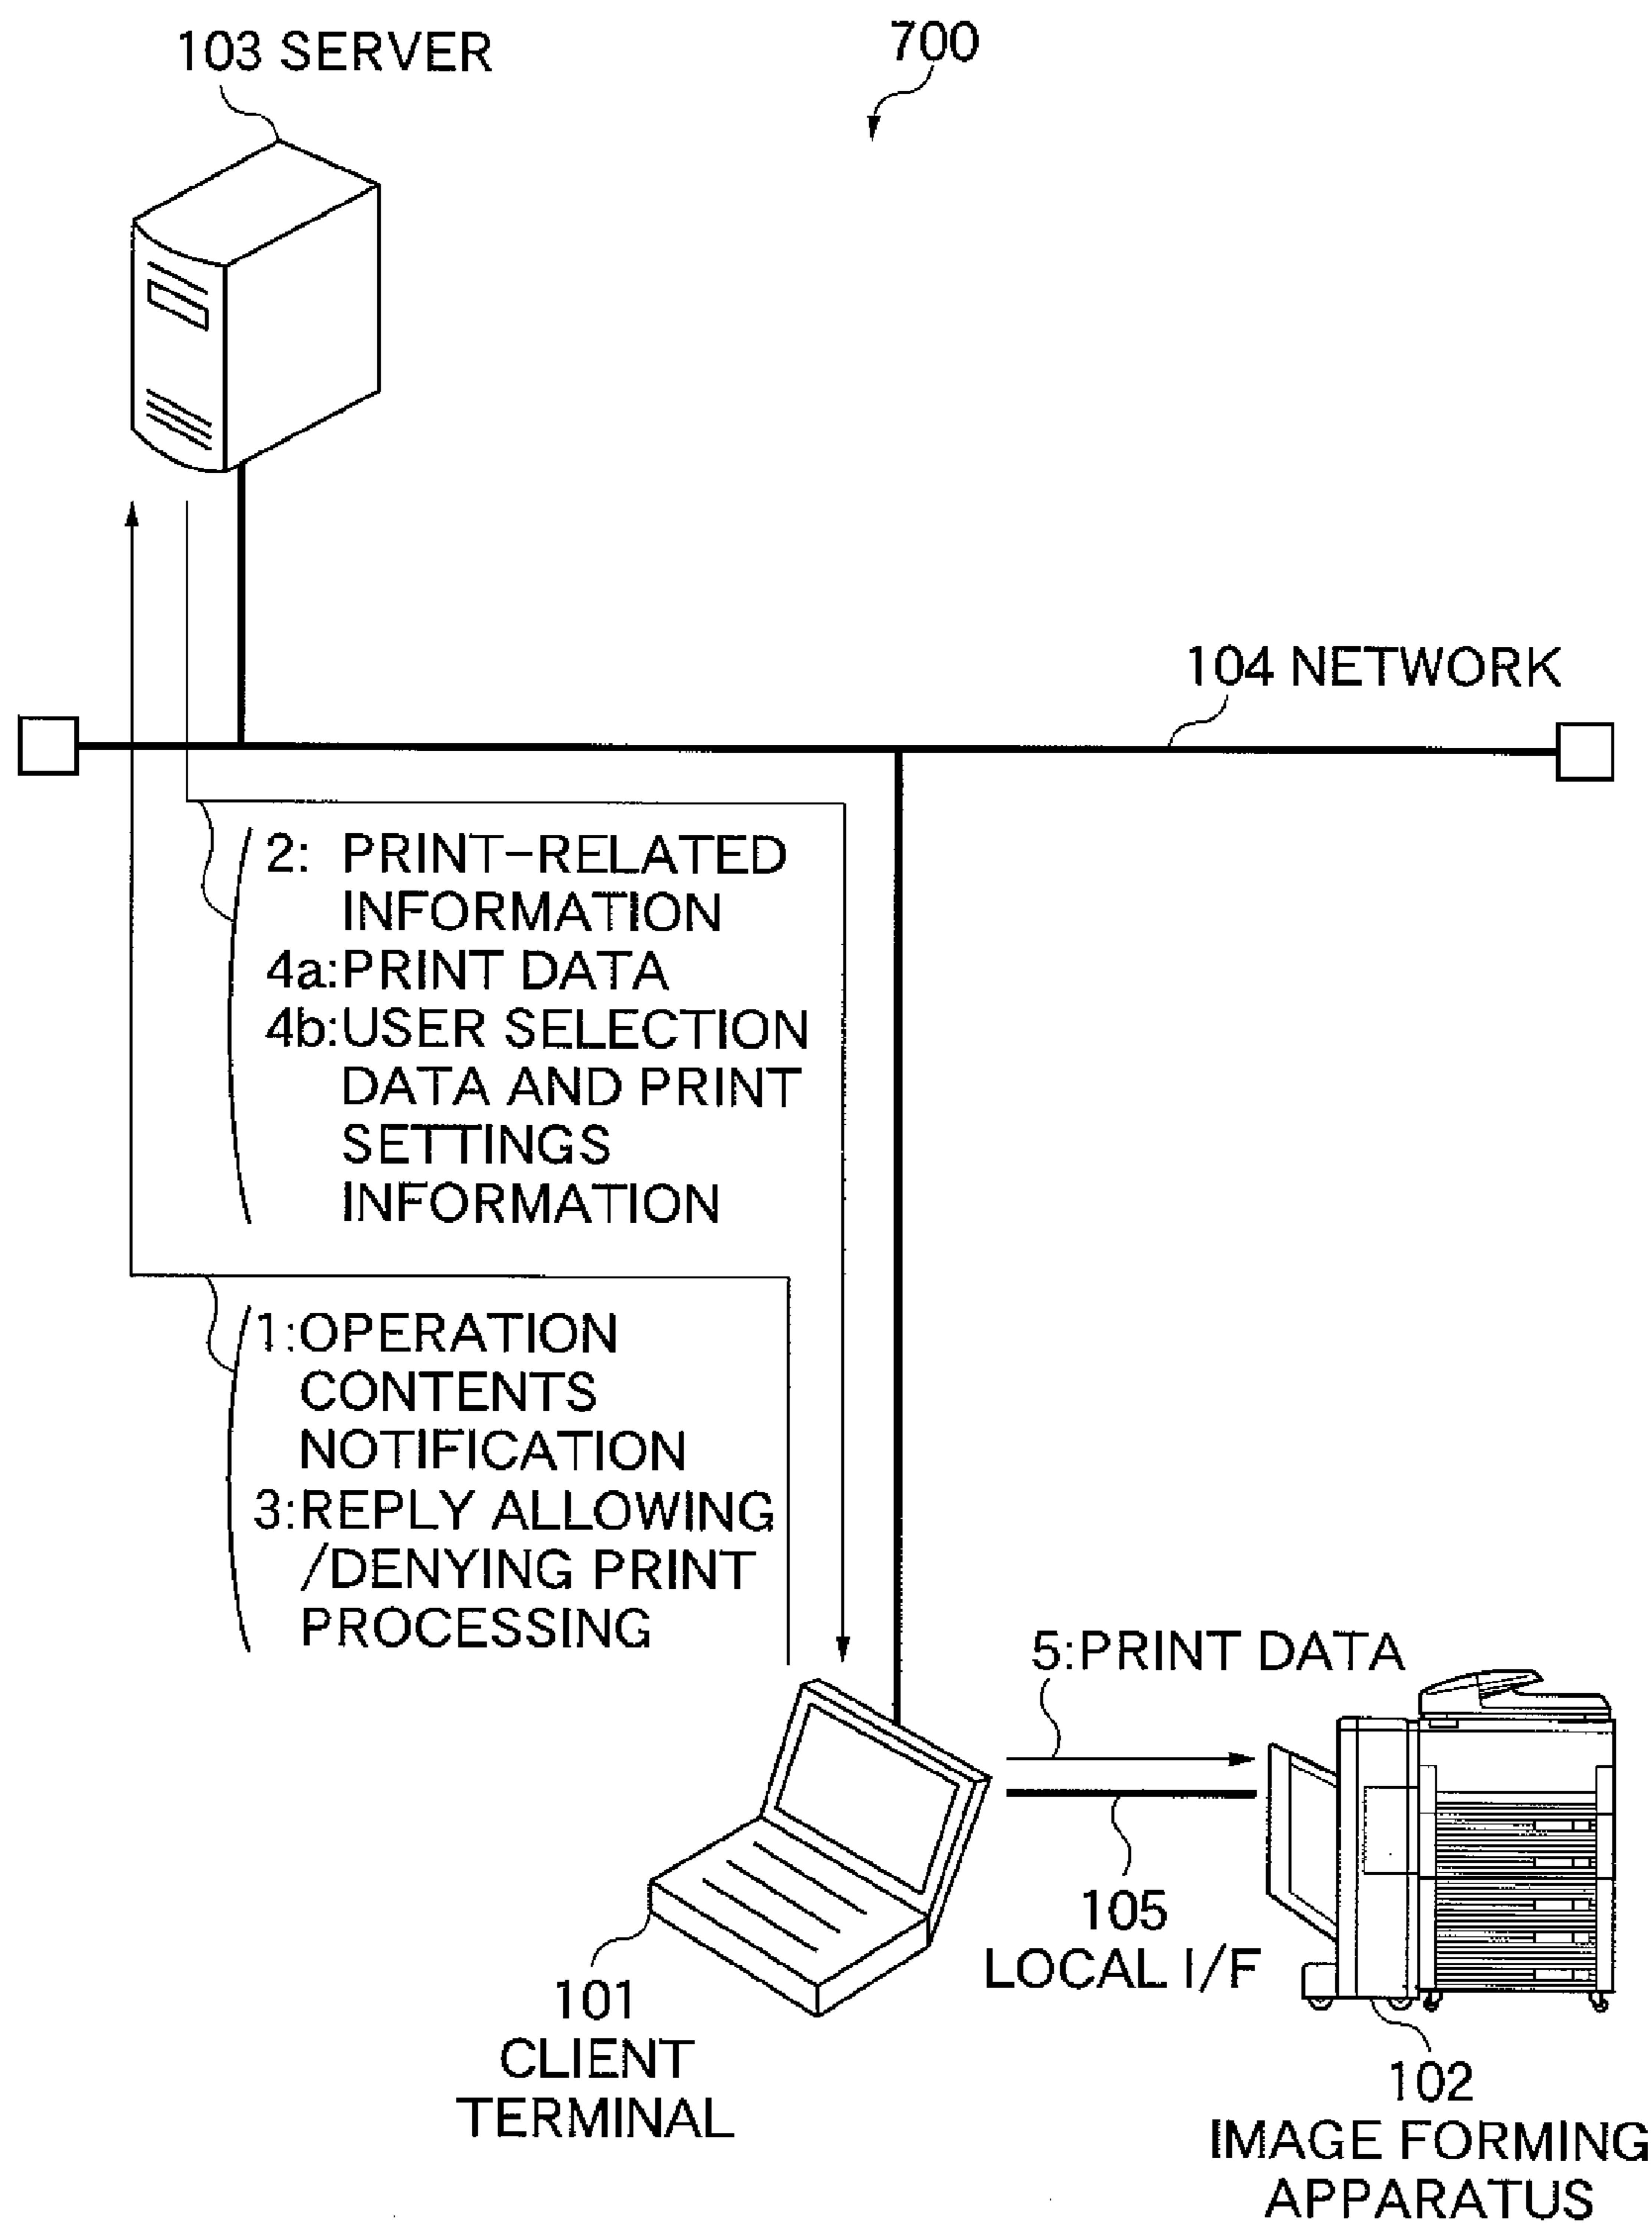 103 SERVER
700
104 NETWORK
2: PRINT-RELATED
INFORMATION
4a:PRINT DATA
4b:USER SELECTION
DATA AND PRINT
SETTINGS
INFORMATION
1:OPERATION
CONTENTS
NOTIFICATION
3:REPLY ALLOWING
/DENYING PRINT
PROCESSING
5:PRINT DATA
105
LOCAL I/F
101
CLIENT
TERMINAL
102
IMAGE FORMING
APPARATUS